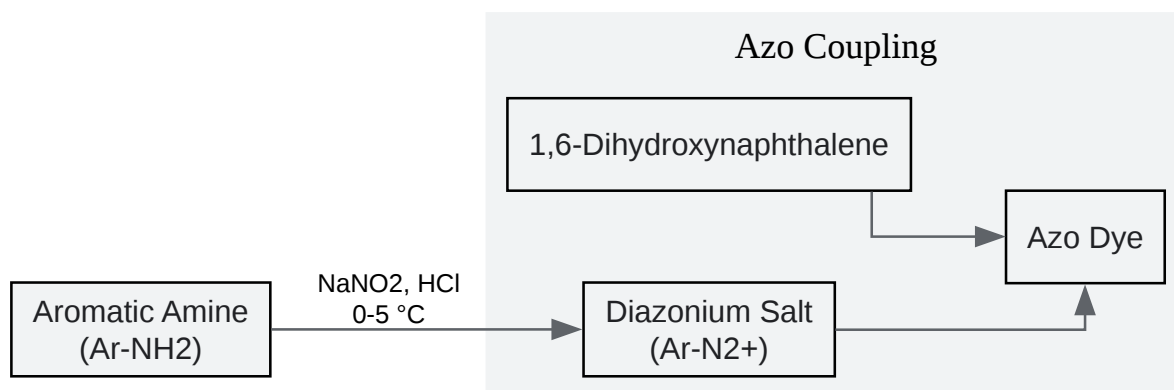 Azo Coupling
1,6-Dihydroxynaphthalene
Azo Dye
NaNO2, HCl
0-5 °C
Aromatic Amine
(Ar-NH2)
Diazonium Salt
(Ar-N2+)